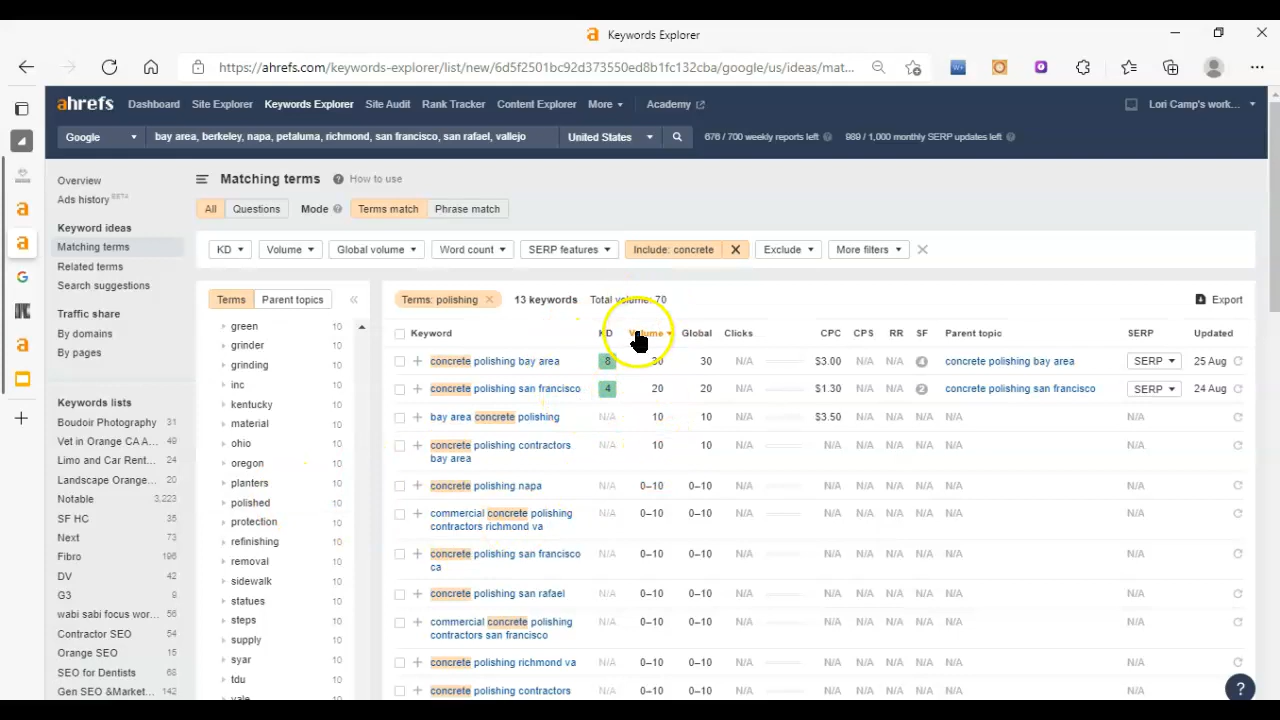 Keywords Explorer
https://ahrefs.com/keywords-explorer/list/new/6d5f2501bc92d373550ed8b1fc132cba/google/us/ideas/mat...
ahrefs Dashboard Site Explorer Keywords Explorer Site Audit Rank Tracker Content Explorer More Academy Lori Camp's work...
Google bay area, berkeley, napa, petaluma, richmond, san francisco, san rafael, vallejo United States 676 / 700 weekly reports left 989 / 1,000 monthly SERP updates left
Overview
Ads history BETA
Keyword ideas
Matching terms
Related terms
Search suggestions
Traffic share
By domains
By pages
Keywords lists
Boudoir Photography 31
Vet in Orange CA A... 49
Limo and Car Rent... 24
Landscape Orange... 20
Notable 3,223
SF HC 35
Next 73
Fibro 196
DV 42
G3 9
wabi sabi focus wor... 56
Contractor SEO 54
Orange SEO 15
SEO for Dentists 68
Gen SEO &Market... 142
Matching terms How to use
All Questions Mode Terms match Phrase match
KD Volume Global volume Word count SERP features Include: concrete Exclude More filters
Terms Parent topics
green 10
grinder 10
grinding 10
inc 10
kentucky 10
material 10
ohio 10
oregon 10
planters 10
polished 10
protection 10
refinishing 10
removal 10
sidewalk 10
statues 10
steps 10
supply 10
syar 10
tdu 10
vale 10
Terms: polishing 13 keywords Total volume: 70 Export
Keyword KD Volume Global Clicks CPC CPS RR SF Parent topic SERP Updated
concrete polishing bay area 8 30 30 N/A $3.00 N/A N/A 4 concrete polishing bay area SERP 25 Aug
concrete polishing san francisco 4 20 20 N/A $1.30 N/A N/A 2 concrete polishing san francisco SERP 24 Aug
bay area concrete polishing N/A 10 10 N/A $3.50 N/A N/A N/A N/A N/A
concrete polishing contractors N/A 10 10 N/A N/A N/A N/A N/A N/A N/A
bay area
concrete polishing napa N/A 0–10 0–10 N/A N/A N/A N/A N/A N/A N/A
commercial concrete polishing N/A 0–10 0–10 N/A N/A N/A N/A N/A N/A N/A
contractors richmond va
concrete polishing san francisco N/A 0–10 0–10 N/A N/A N/A N/A N/A N/A N/A
ca
concrete polishing san rafael N/A 0–10 0–10 N/A N/A N/A N/A N/A N/A N/A
commercial concrete polishing N/A 0–10 0–10 N/A N/A N/A N/A N/A N/A N/A
contractors san francisco
concrete polishing richmond va N/A 0–10 0–10 N/A N/A N/A N/A N/A N/A N/A
concrete polishing contractors N/A 0–10 0–10 N/A N/A N/A N/A N/A N/A N/A